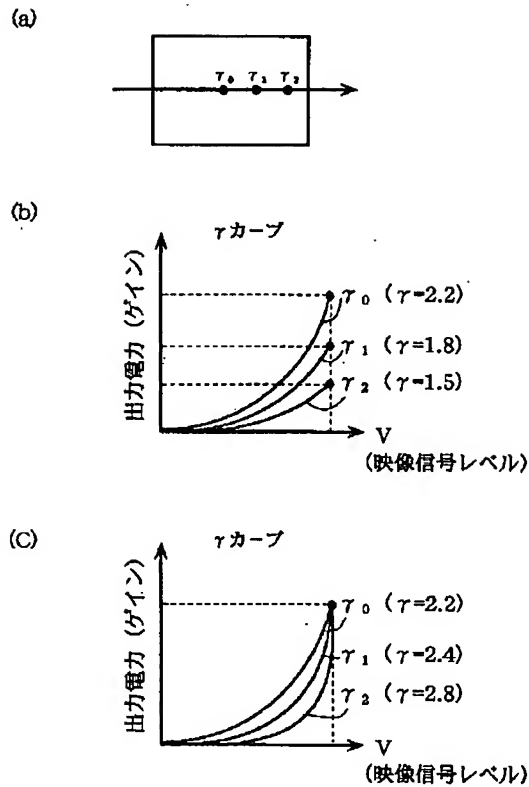 (a)
γ₀ γ₁ γ₂
(b)
γカーブ
出力電力 (ゲイン)
γ₀ (γ=2.2)
γ₁ (γ=1.8)
γ₂ (γ=1.5)
V
(映像信号レベル)
(C)
γカーブ
出力電力 (ゲイン)
γ₀ (γ=2.2)
γ₁ (γ=2.4)
γ₂ (γ=2.8)
V
(映像信号レベル)